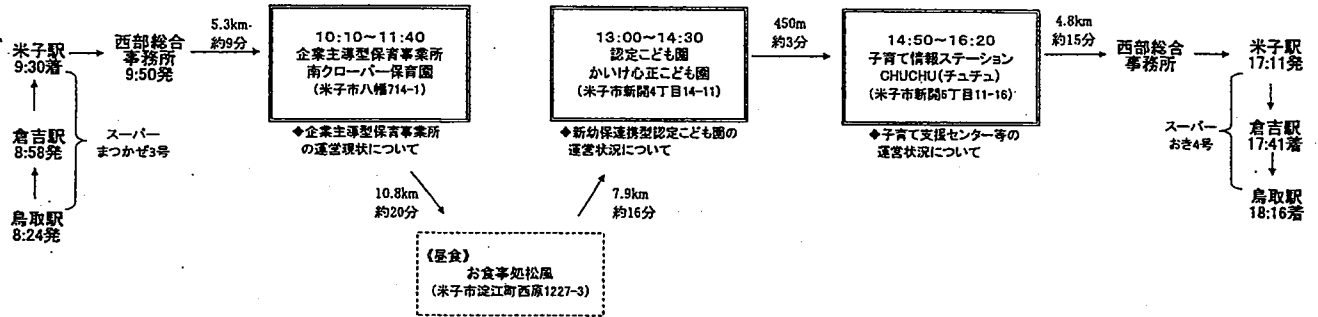 米子駅
9:30着
倉吉駅
8:58発
鳥取駅
8:24発
スーパー
まつかぜ3号
西部総合
事務所
9:50発
5.3km
約9分
10:10～11:40
企業主導型保育事業所
南クローバー保育園
(米子市八幡714-1)
◆企業主導型保育事業所
の運営現状について
10.8km
約20分
《昼食》
お食事処松風
(米子市淀江町西原1227-3)
7.9km
約16分
13:00～14:30
認定こども園
かいけ心正こども園
(米子市新開4丁目14-11)
◆新幼保連携型認定こども園の
運営状況について
450m
約3分
14:50～16:20
子育て情報ステーション
CHUCHU(チュチュ)
(米子市新開5丁目11-16)
◆子育て支援センター等の
運営状況について
4.8km
約15分
西部総合
事務所
米子駅
17:11発
倉吉駅
17:41着
鳥取駅
18:16着
スーパー
おき4号